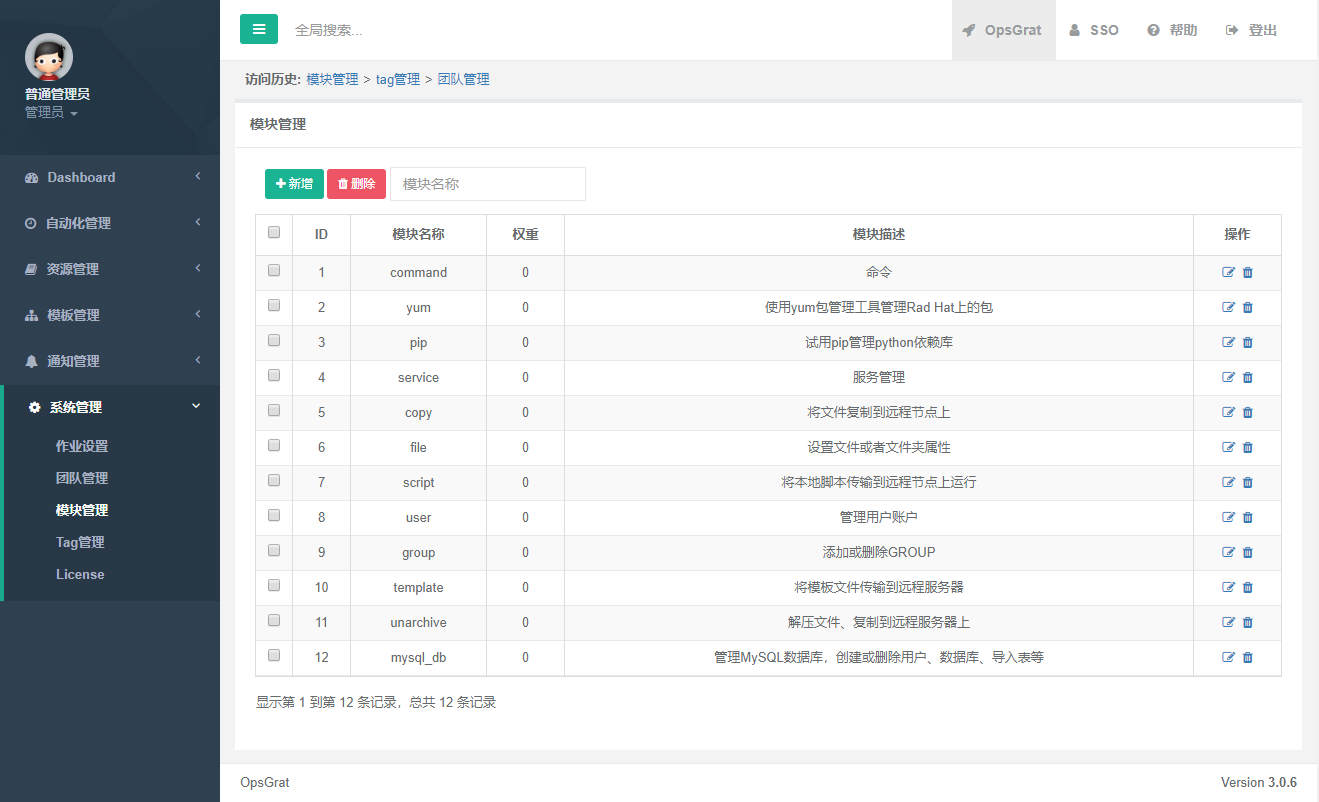 普通管理员
管理员
Dashboard
自动化管理
资源管理
模板管理
通知管理
系统管理
作业设置
团队管理
模块管理
Tag管理
License
全局搜索...
OpsGrat
SSO
帮助
登出
访问历史: 模块管理 > tag管理 > 团队管理
模块管理
新增 删除 模块名称
ID 模块名称 权重 模块描述 操作
1 command 0 命令
2 yum 0 使用yum包管理工具管理Rad Hat上的包
3 pip 0 试用pip管理python依赖库
4 service 0 服务管理
5 copy 0 将文件复制到远程节点上
6 file 0 设置文件或者文件夹属性
7 script 0 将本地脚本传输到远程节点上运行
8 user 0 管理用户账户
9 group 0 添加或删除GROUP
10 template 0 将模板文件传输到远程服务器
11 unarchive 0 解压文件、复制到远程服务器上
12 mysql_db 0 管理MySQL数据库，创建或删除用户、数据库、导入表等
显示第 1 到第 12 条记录，总共 12 条记录
OpsGrat
Version 3.0.6